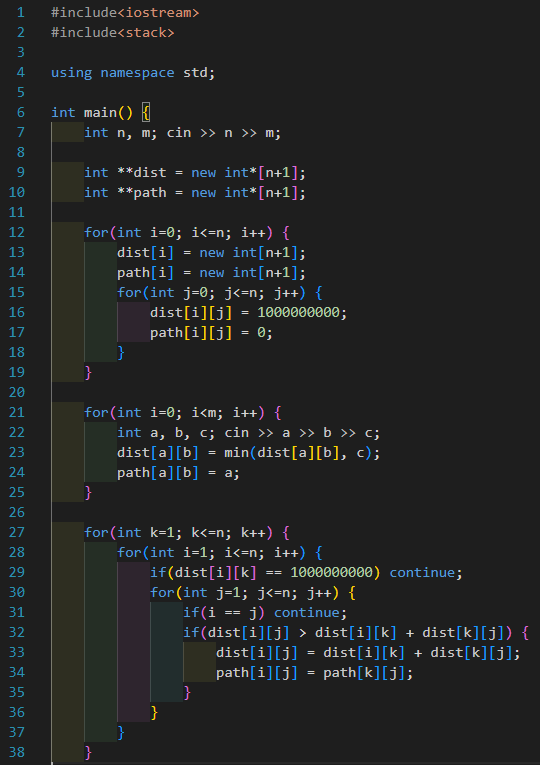 1 #include<iostream>
2 #include<stack>
3
4 using namespace std;
5
6 int main() {
7     int n, m; cin >> n >> m;
8
9     int **dist = new int*[n+1];
10     int **path = new int*[n+1];
11
12     for(int i=0; i<=n; i++) {
13         dist[i] = new int[n+1];
14         path[i] = new int[n+1];
15         for(int j=0; j<=n; j++) {
16             dist[i][j] = 1000000000;
17             path[i][j] = 0;
18         }
19     }
20
21     for(int i=0; i<m; i++) {
22         int a, b, c; cin >> a >> b >> c;
23         dist[a][b] = min(dist[a][b], c);
24         path[a][b] = a;
25     }
26
27     for(int k=1; k<=n; k++) {
28         for(int i=1; i<=n; i++) {
29             if(dist[i][k] == 1000000000) continue;
30             for(int j=1; j<=n; j++) {
31                 if(i == j) continue;
32                 if(dist[i][j] > dist[i][k] + dist[k][j]) {
33                     dist[i][j] = dist[i][k] + dist[k][j];
34                     path[i][j] = path[k][j];
35                 }
36             }
37         }
38     }